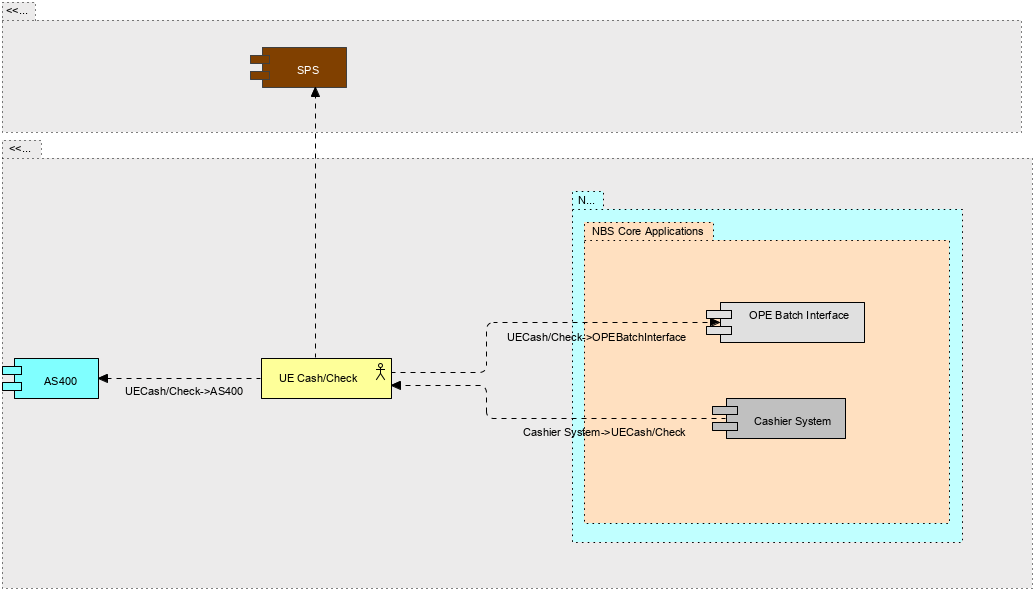 <<...
SPS
<<...
N...
NBS Core Applications
OPE Batch Interface
UECash/Check->OPEBatchInterface
AS400
UECash/Check->AS400
UE Cash/Check
Cashier System
Cashier System->UECash/Check